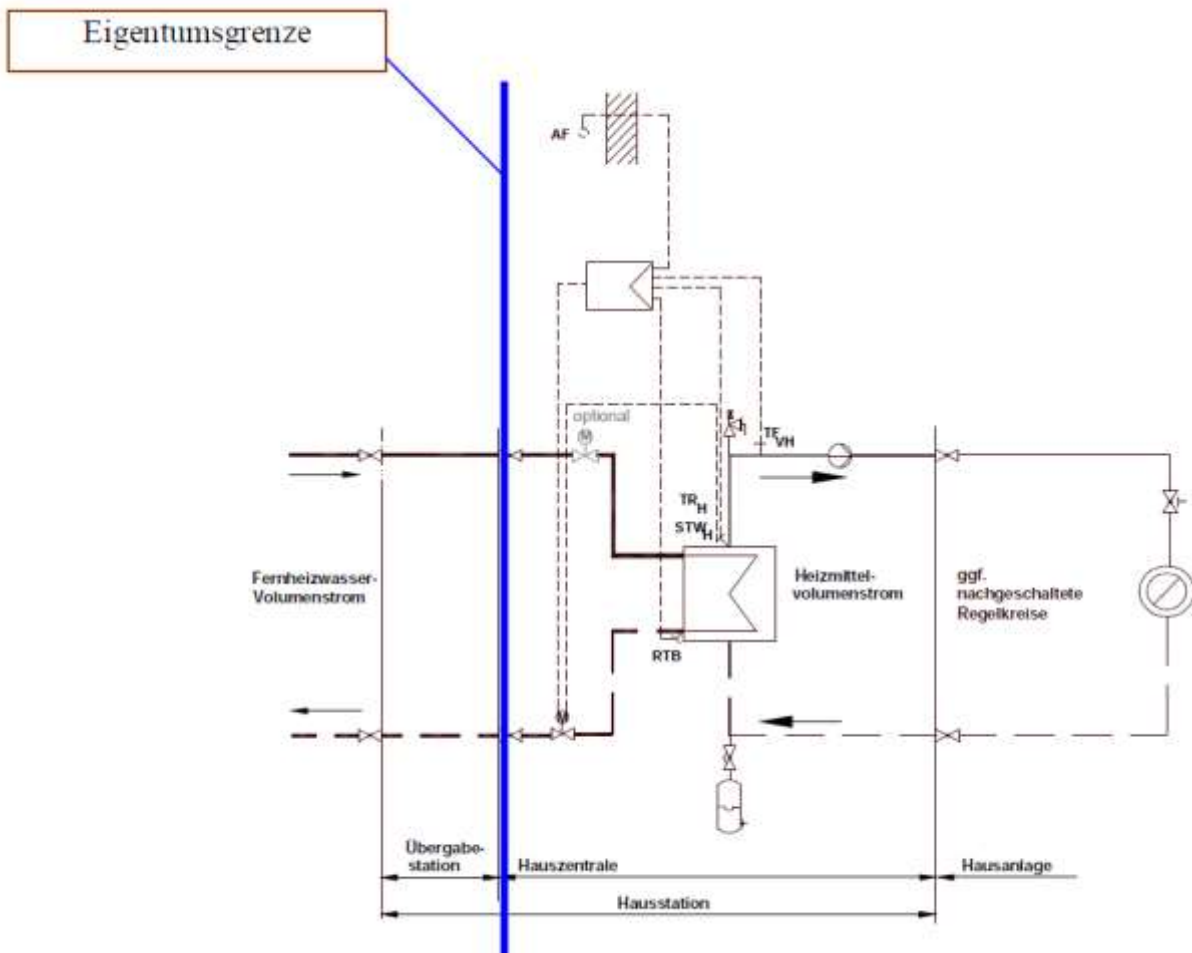 Eigentumsgrenze
AF
optional
M
TF
VH
TR
H
STW
H
Fernheizwasser-
Volumenstrom
Heizmittel-
volumenstrom
ggf.
nachgeschaltete
Regelkreise
RTB
M
Übergabe-
station
Hauszentrale
Hausanlage
Hausstation